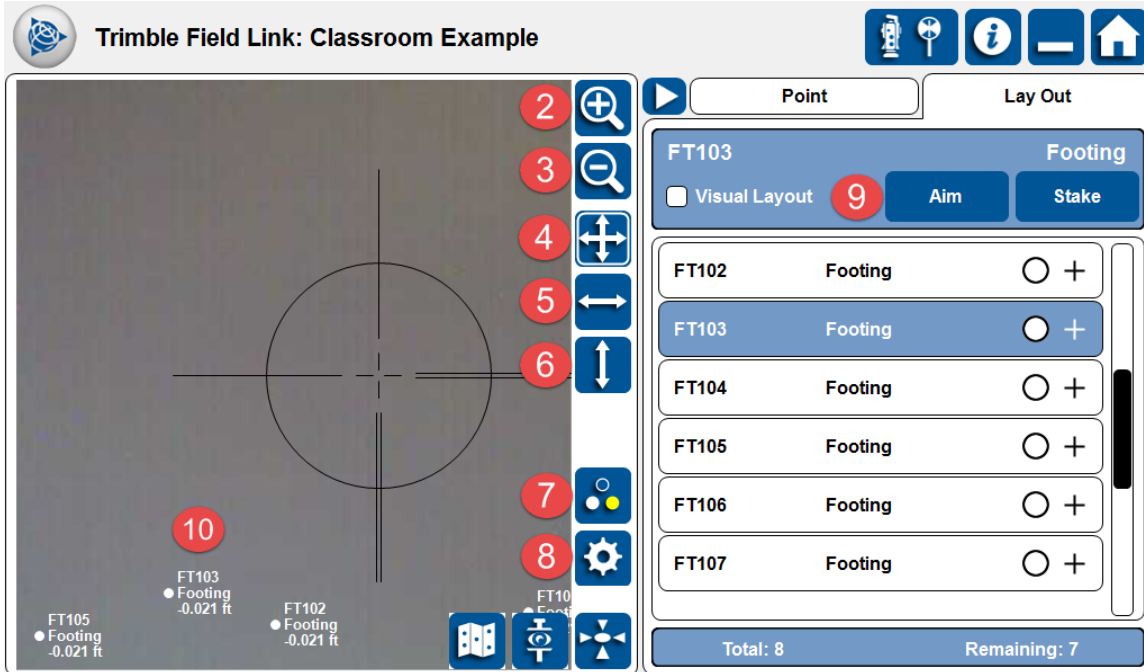 Trimble Field Link: Classroom Example
2
3
4
5
6
7
8
10
FT103
Footing
-0.021 ft
FT102
Footing
-0.021 ft
FT105
Footing
-0.021 ft
FT10
Point
Lay Out
FT103 Footing
Visual Layout 9 Aim Stake
FT102 Footing
FT103 Footing
FT104 Footing
FT105 Footing
FT106 Footing
FT107 Footing
Total: 8 Remaining: 7